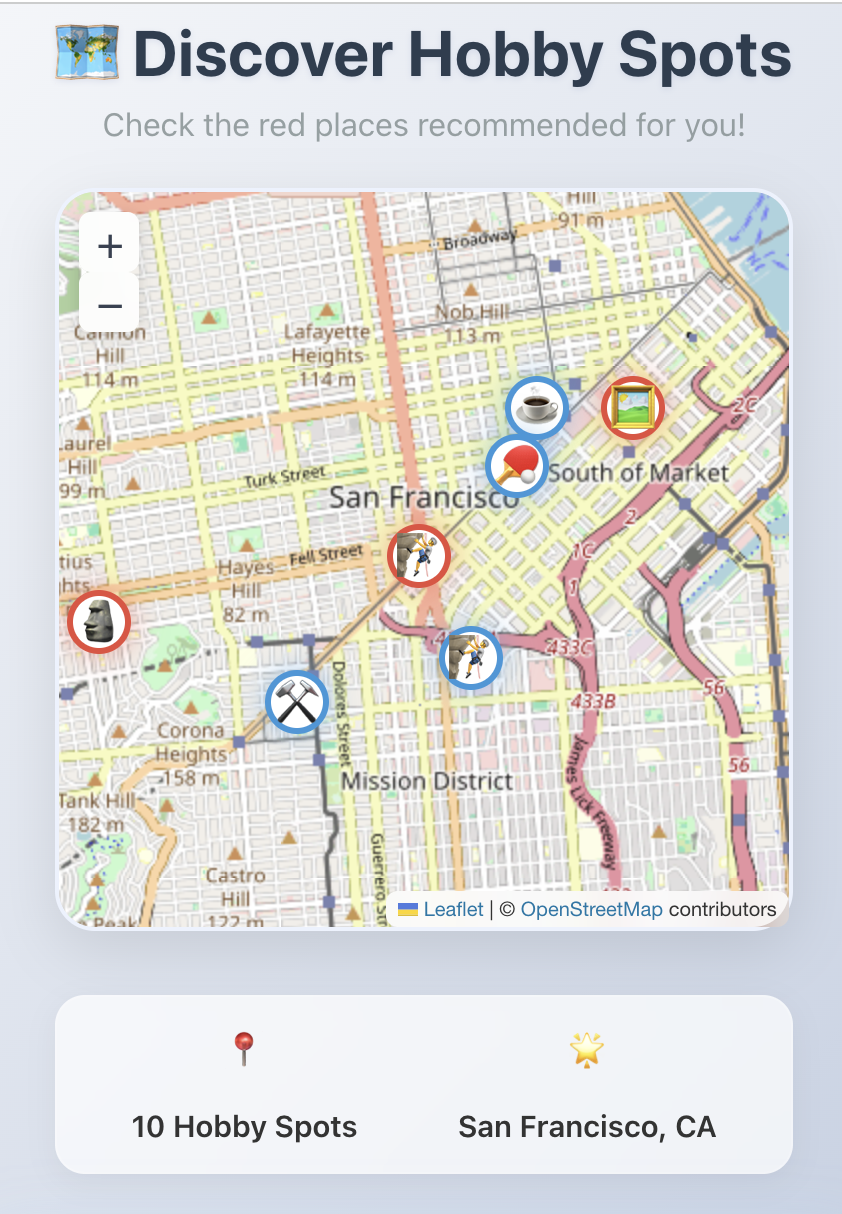 Discover Hobby Spots
Check the red places recommended for you!
+
−
Hill
91 m
Broadway
Nob Hill
113 m
Cannon
Hill
114 m
Lafayette
Heights
114 m
2C
Laurel
Hill
99 m
Turk Street
South of Market
San Francisco
2
1C
1
Fell Street
Hayes
Hill
82 m
433C
Dolores Street
56
433B
Corona
Heights
158 m
56
Mission District
James Lick Freeway
Tank Hill
182 m
Castro
Hill
122 m
Leaflet | © OpenStreetMap contributors
10 Hobby Spots
San Francisco, CA